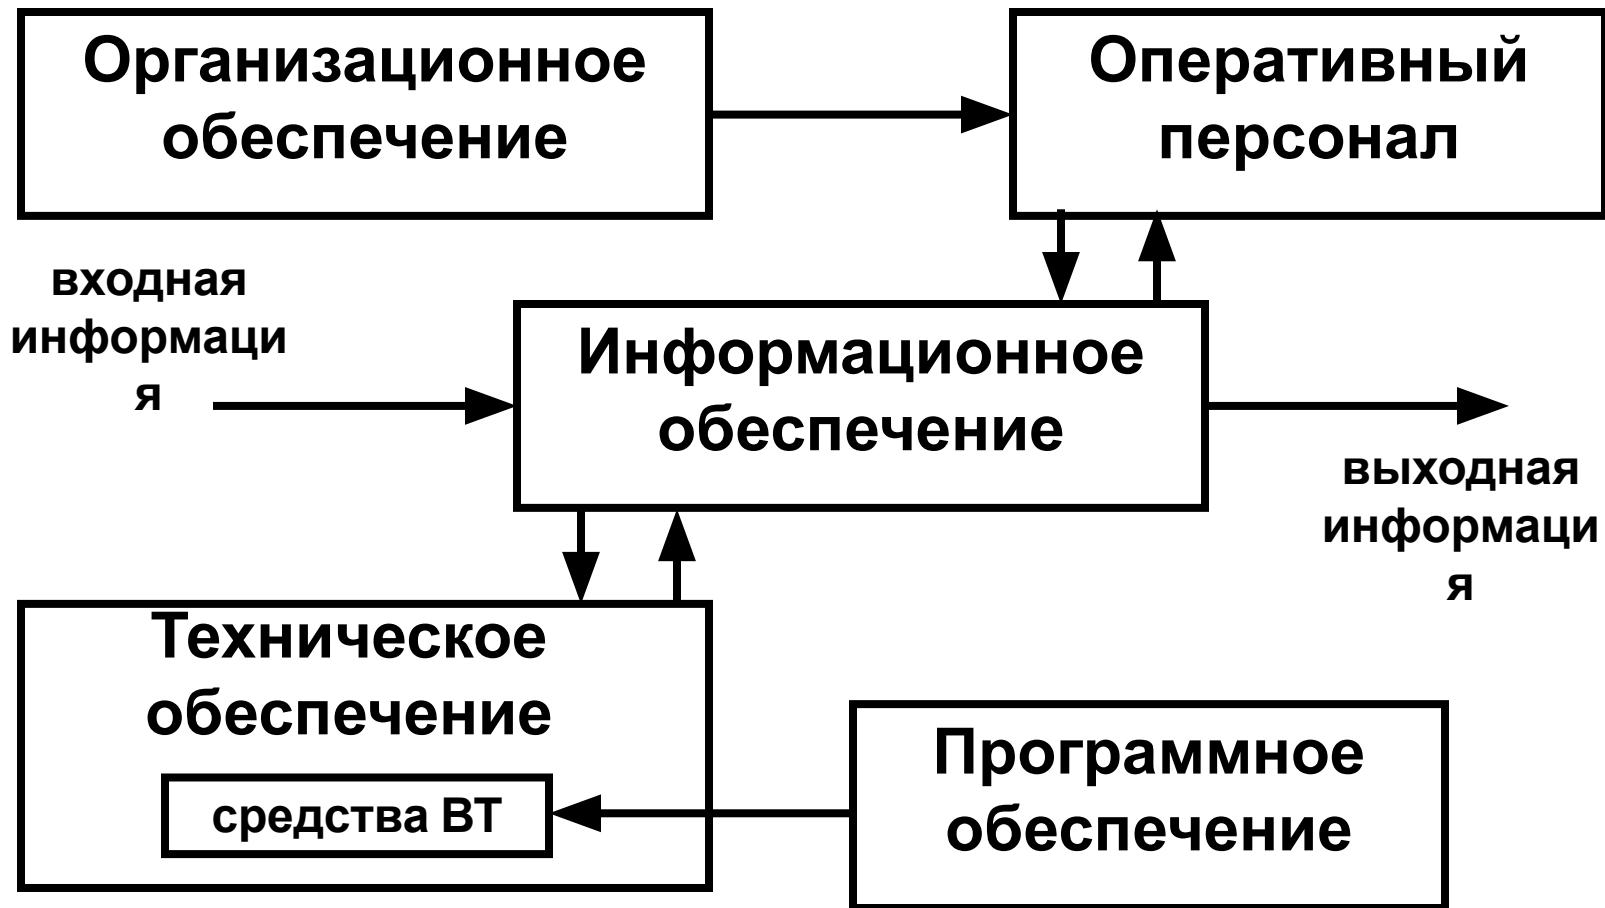 Организационное
обеспечение
Оперативный
персонал
входная
информаци
я
Информационное
обеспечение
выходная
информаци
я
Техническое
обеспечение
средства ВТ
Программное
обеспечение